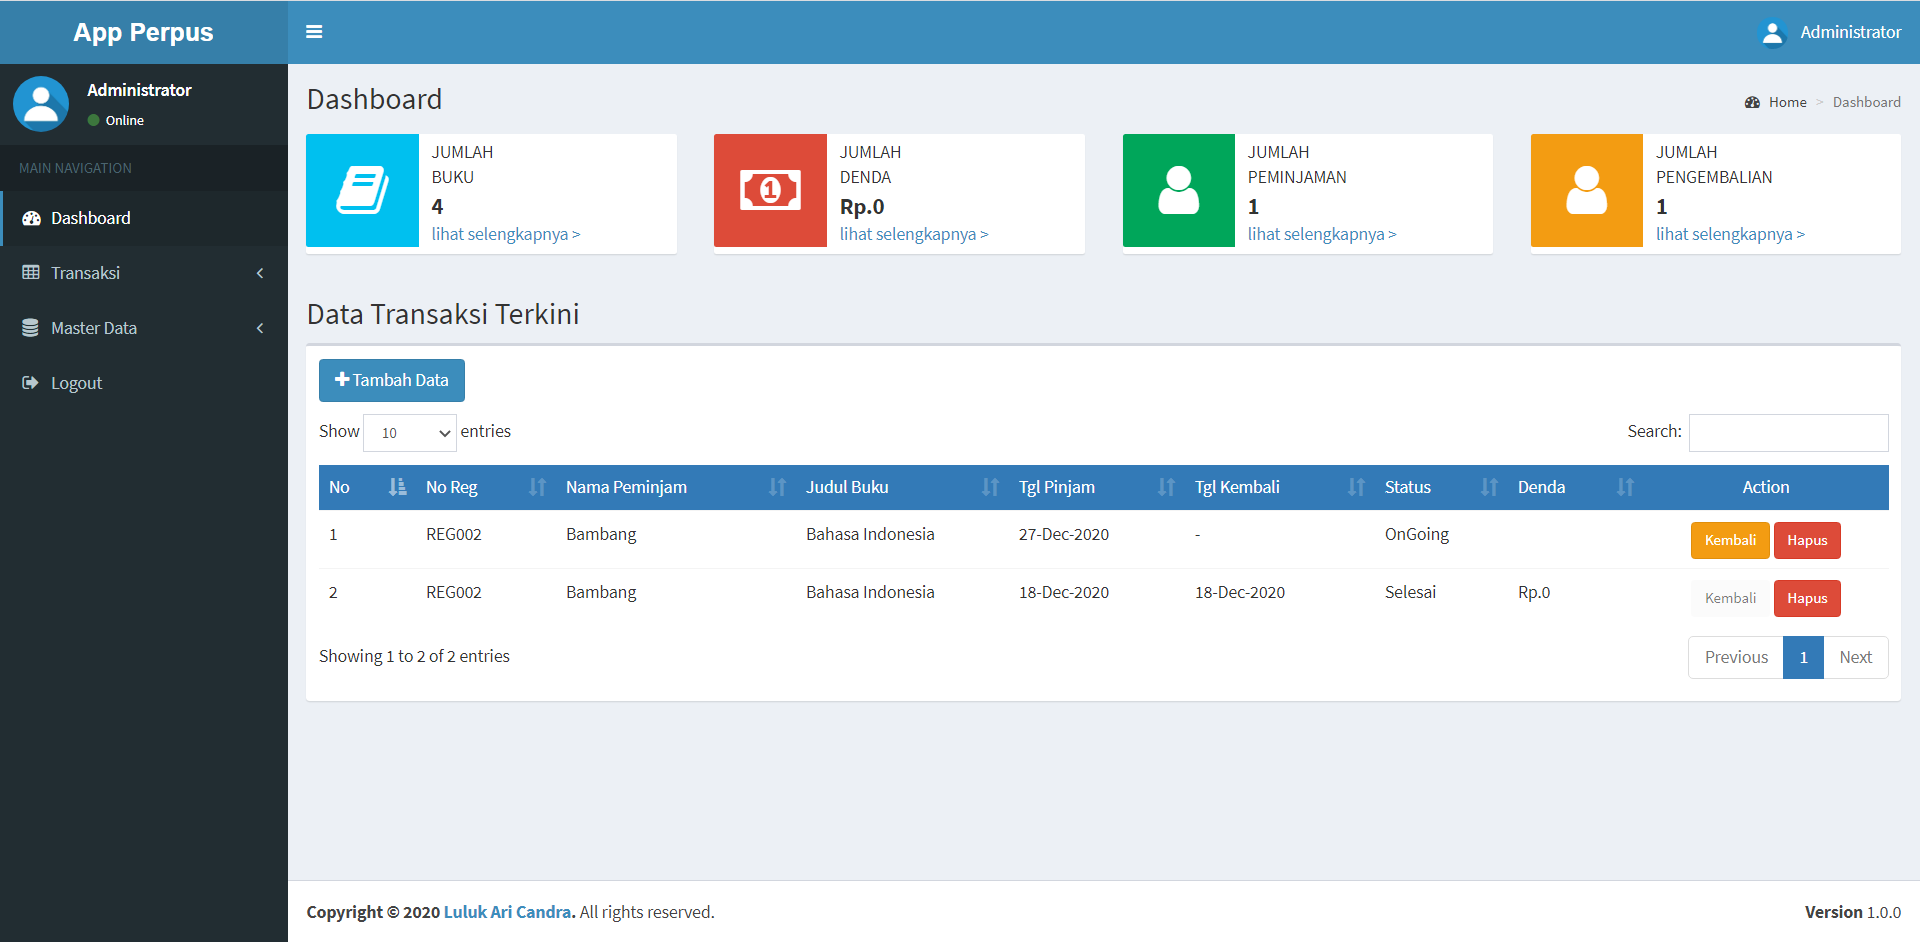 App Perpus
Administrator
Administrator
Online
MAIN NAVIGATION
Dashboard
Transaksi
Master Data
Logout
Dashboard
Home > Dashboard
JUMLAH
BUKU
4
lihat selengkapnya >
JUMLAH
DENDA
Rp.0
lihat selengkapnya >
JUMLAH
PEMINJAMAN
1
lihat selengkapnya >
JUMLAH
PENGEMBALIAN
1
lihat selengkapnya >
Data Transaksi Terkini
Tambah Data
Show 10 entries
Search:
No No Reg Nama Peminjam Judul Buku Tgl Pinjam Tgl Kembali Status Denda Action
1 REG002 Bambang Bahasa Indonesia 27-Dec-2020 - OnGoing Kembali Hapus
2 REG002 Bambang Bahasa Indonesia 18-Dec-2020 18-Dec-2020 Selesai Rp.0 Kembali Hapus
Showing 1 to 2 of 2 entries
Previous 1 Next
Copyright © 2020 Luluk Ari Candra. All rights reserved.
Version 1.0.0